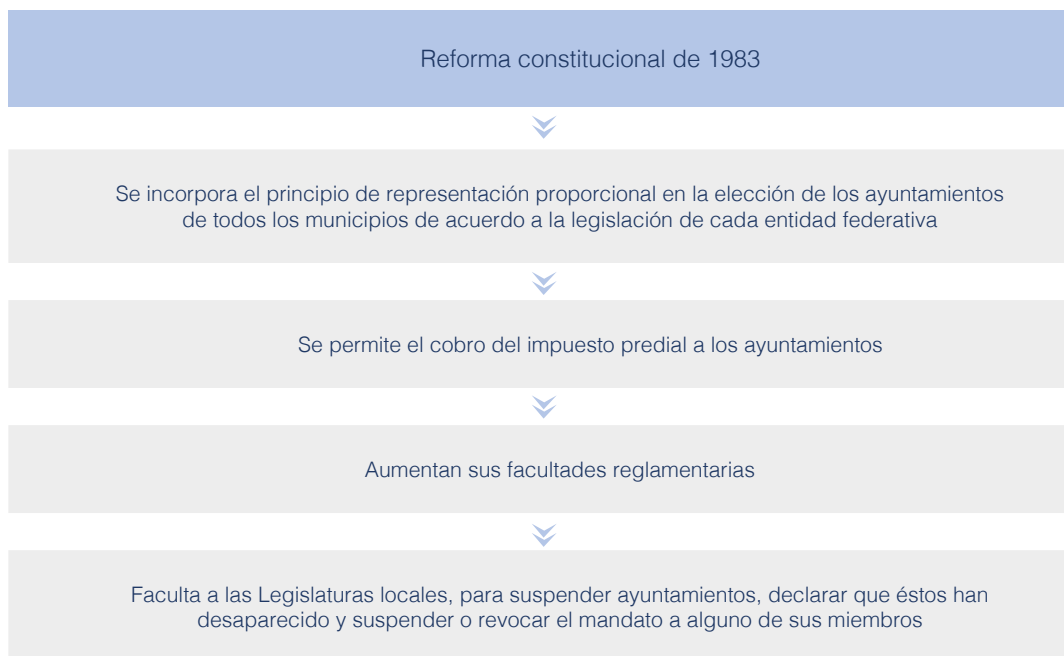 Reforma constitucional de 1983
Se incorpora el principio de representación proporcional en la elección de los ayuntamientos
de todos los municipios de acuerdo a la legislación de cada entidad federativa
Se permite el cobro del impuesto predial a los ayuntamientos
Aumentan sus facultades reglamentarias
Faculta a las Legislaturas locales, para suspender ayuntamientos, declarar que éstos han
desaparecido y suspender o revocar el mandato a alguno de sus miembros